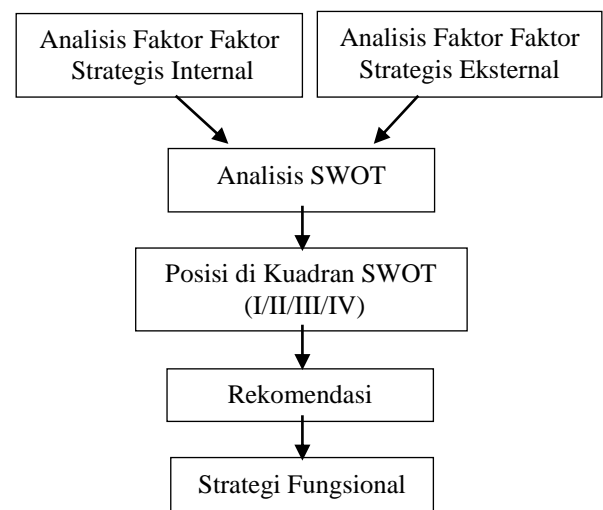 Analisis Faktor Faktor
Strategis Internal
Analisis Faktor Faktor
Strategis Eksternal
Analisis SWOT
Posisi di Kuadran SWOT
(I/II/III/IV)
Rekomendasi
Strategi Fungsional